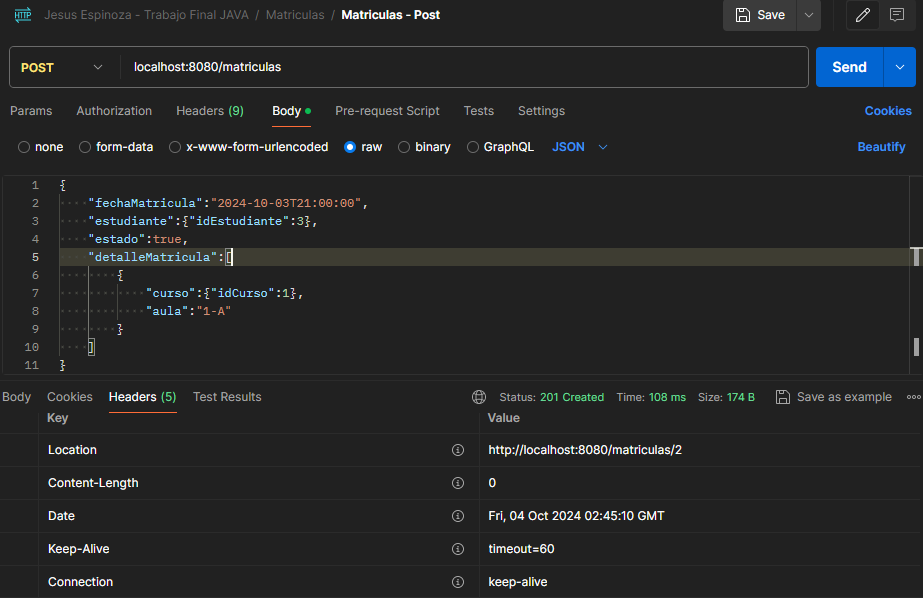 HTTP Jesus Espinoza - Trabajo Final JAVA / Matriculas / Matriculas - Post Save
POST localhost:8080/matriculas Send
Params Authorization Headers (9) Body Pre-request Script Tests Settings Cookies
none form-data x-www-form-urlencoded raw binary GraphQL JSON Beautify
1 {
2 "fechaMatricula":"2024-10-03T21:00:00",
3 "estudiante":{"idEstudiante":3},
4 "estado":true,
5 "detalleMatricula":[
6 {
7 "curso":{"idCurso":1},
8 "aula":"1-A"
9 }
10 ]
11 }
Body Cookies Headers (5) Test Results Status: 201 Created Time: 108 ms Size: 174 B Save as example
Key Value
Location http://localhost:8080/matriculas/2
Content-Length 0
Date Fri, 04 Oct 2024 02:45:10 GMT
Keep-Alive timeout=60
Connection keep-alive